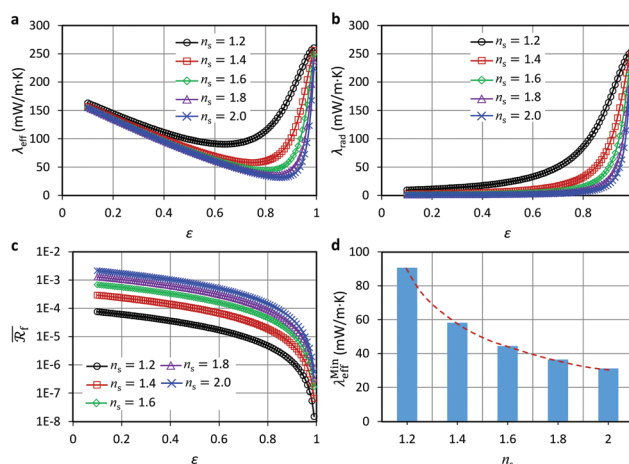 a
λeff (mW/m·K)
300
250
200
150
100
50
0
0 0.2 0.4 0.6 0.8 1
ε
ns = 1.2
ns = 1.4
ns = 1.6
ns = 1.8
ns = 2.0
b
λrad (mW/m·K)
300
250
200
150
100
50
0
0 0.2 0.4 0.6 0.8
ε
ns = 1.2
ns = 1.4
ns = 1.6
ns = 1.8
ns = 2.0
c
ℛf
1E-2
1E-3
1E-4
1E-5
1E-6
1E-7
1E-8
0 0.2 0.4 0.6 0.8 1
ε
ns = 1.2
ns = 1.4
ns = 1.6
ns = 1.8
ns = 2.0
d
λeffMin (mW/m·K)
100
80
60
40
20
0
1.2 1.4 1.6 1.8 2